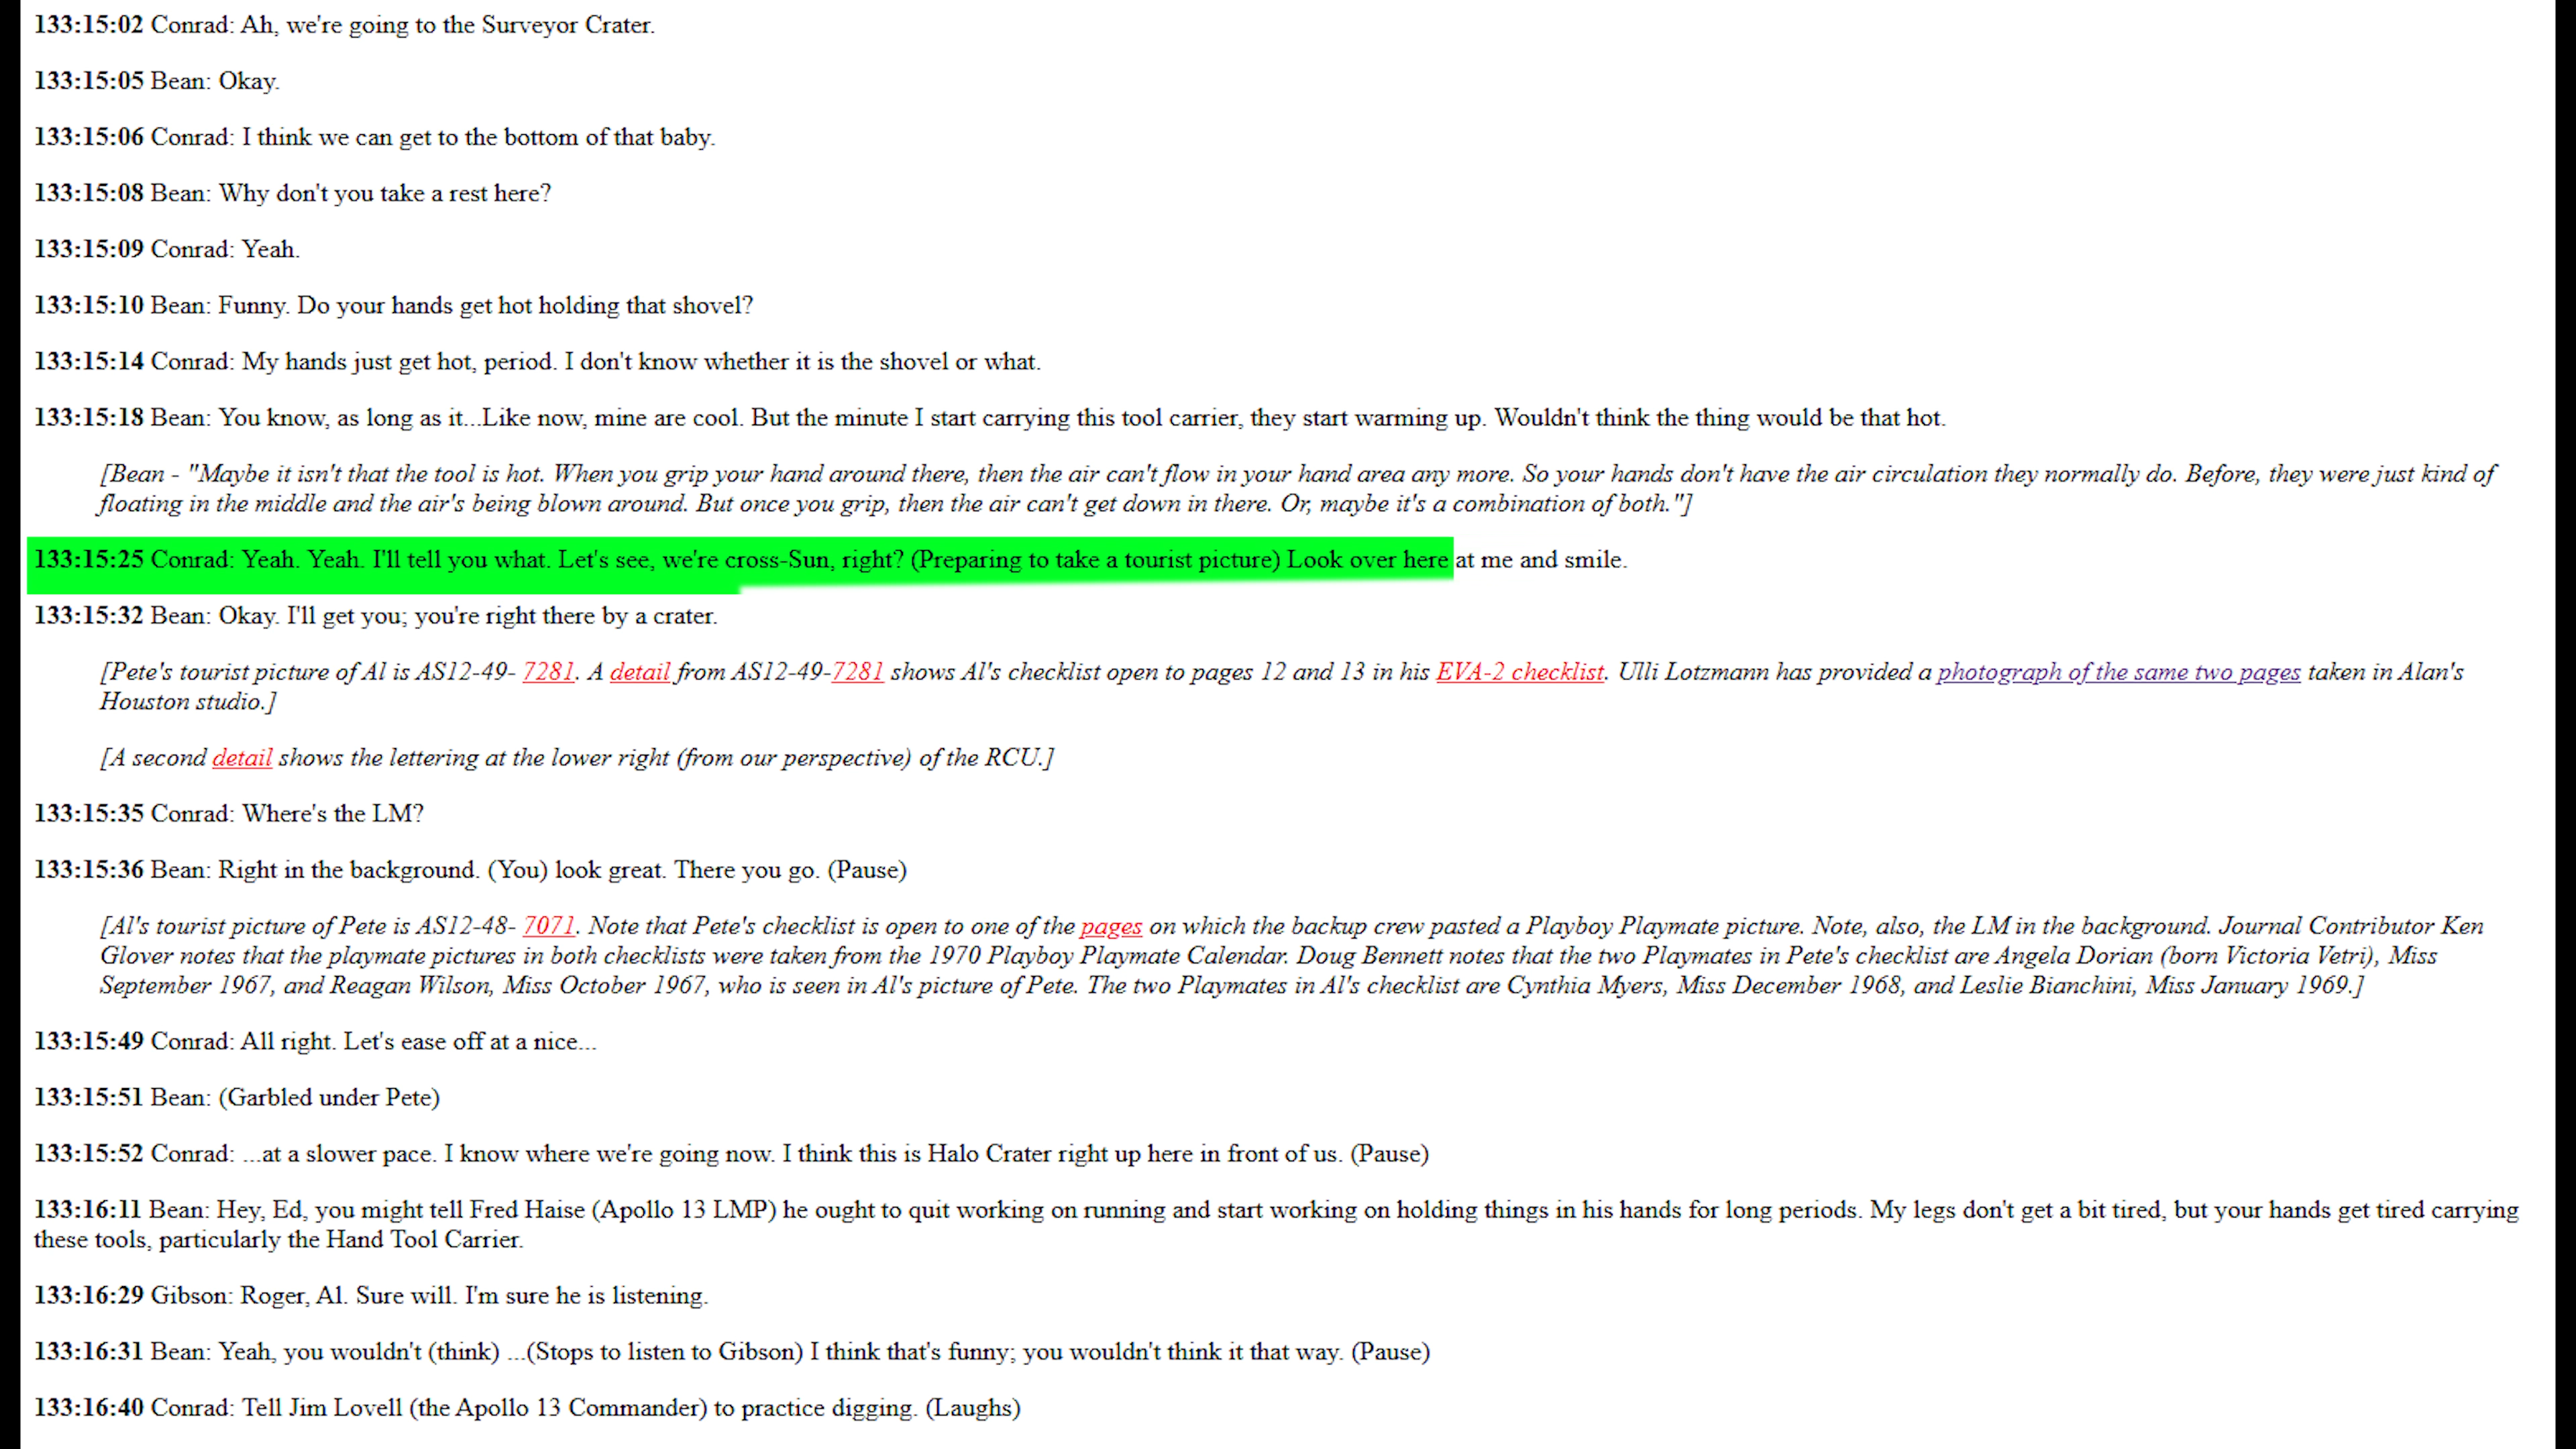 133:15:02 Conrad: Ah, we're going to the Surveyor Crater.
133:15:05 Bean: Okay.
133:15:06 Conrad: I think we can get to the bottom of that baby.
133:15:08 Bean: Why don't you take a rest here?
133:15:09 Conrad: Yeah.
133:15:10 Bean: Funny. Do your hands get hot holding that shovel?
133:15:14 Conrad: My hands just get hot, period. I don't know whether it is the shovel or what.
133:15:18 Bean: You know, as long as it...Like now, mine are cool. But the minute I start carrying this tool carrier, they start warming up. Wouldn't think the thing would be that hot.
[Bean - "Maybe it isn't that the tool is hot. When you grip your hand around there, then the air can't flow in your hand area any more. So your hands don't have the air circulation they normally do. Before, they were just kind of
floating in the middle and the air's being blown around. But once you grip, then the air can't get down in there. Or, maybe it's a combination of both."]
133:15:25 Conrad: Yeah. Yeah. I'll tell you what. Let's see, we're cross-Sun, right? (Preparing to take a tourist picture) Look over here at me and smile.
133:15:32 Bean: Okay. I'll get you; you're right there by a crater.
[Pete's tourist picture of Al is AS12-49- 7281. A detail from AS12-49-7281 shows Al's checklist open to pages 12 and 13 in his EVA-2 checklist. Ulli Lotzmann has provided a photograph of the same two pages taken in Alan's
Houston studio.]
[A second detail shows the lettering at the lower right (from our perspective) of the RCU.]
133:15:35 Conrad: Where's the LM?
133:15:36 Bean: Right in the background. (You) look great. There you go. (Pause)
[Al's tourist picture of Pete is AS12-48- 7071. Note that Pete's checklist is open to one of the pages on which the backup crew pasted a Playboy Playmate picture. Note, also, the LM in the background. Journal Contributor Ken
Glover notes that the playmate pictures in both checklists were taken from the 1970 Playboy Playmate Calendar. Doug Bennett notes that the two Playmates in Pete's checklist are Angela Dorian (born Victoria Vetri), Miss
September 1967, and Reagan Wilson, Miss October 1967, who is seen in Al's picture of Pete. The two Playmates in Al's checklist are Cynthia Myers, Miss December 1968, and Leslie Bianchini, Miss January 1969.]
133:15:49 Conrad: All right. Let's ease off at a nice...
133:15:51 Bean: (Garbled under Pete)
133:15:52 Conrad: ...at a slower pace. I know where we're going now. I think this is Halo Crater right up here in front of us. (Pause)
133:16:11 Bean: Hey, Ed, you might tell Fred Haise (Apollo 13 LMP) he ought to quit working on running and start working on holding things in his hands for long periods. My legs don't get a bit tired, but your hands get tired carrying
these tools, particularly the Hand Tool Carrier.
133:16:29 Gibson: Roger, Al. Sure will. I'm sure he is listening.
133:16:31 Bean: Yeah, you wouldn't (think) ...(Stops to listen to Gibson) I think that's funny; you wouldn't think it that way. (Pause)
133:16:40 Conrad: Tell Jim Lovell (the Apollo 13 Commander) to practice digging. (Laughs)